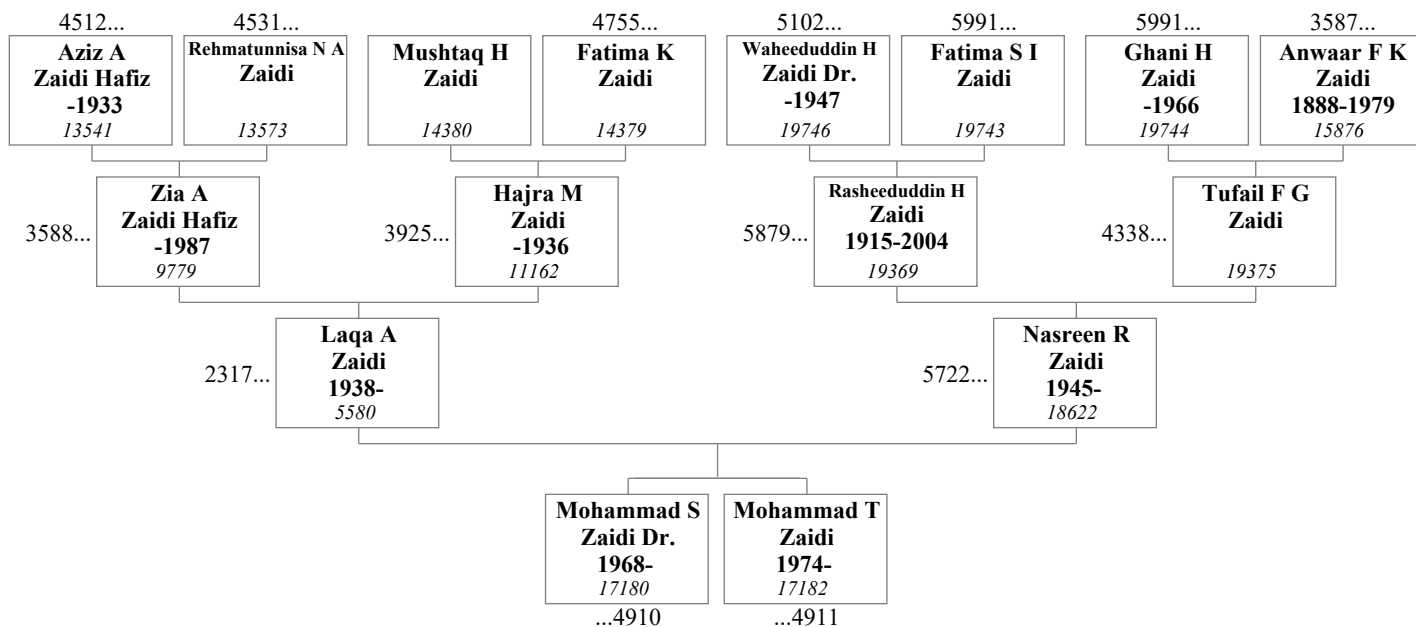 4512...
4531...
4755...
5102...
5991...
5991...
3587...
Aziz A
Zaidi Hafiz
-1933
13541
Rehmatunnisa N A
Zaidi
13573
Mushtaq H
Zaidi
14380
Fatima K
Zaidi
14379
Waheeduddin H
Zaidi Dr.
-1947
19746
Fatima S I
Zaidi
19743
Ghani H
Zaidi
-1966
19744
Anwaar F K
Zaidi
1888-1979
15876
3588...
Zia A
Zaidi Hafiz
-1987
9779
3925...
Hajra M
Zaidi
-1936
11162
5879...
Rasheeduddin H
Zaidi
1915-2004
19369
4338...
Tufail F G
Zaidi
19375
2317...
Laqa A
Zaidi
1938-
5580
5722...
Nasreen R
Zaidi
1945-
18622
Mohammad S
Zaidi Dr.
1968-
17180
...4910
Mohammad T
Zaidi
1974-
17182
...4911